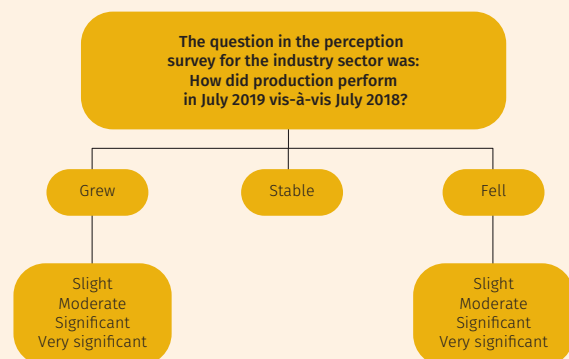 The question in the perception
survey for the industry sector was:
How did production perform
in July 2019 vis-à-vis July 2018?
Grew
Stable
Fell
Slight
Moderate
Significant
Very significant
Slight
Moderate
Significant
Very significant